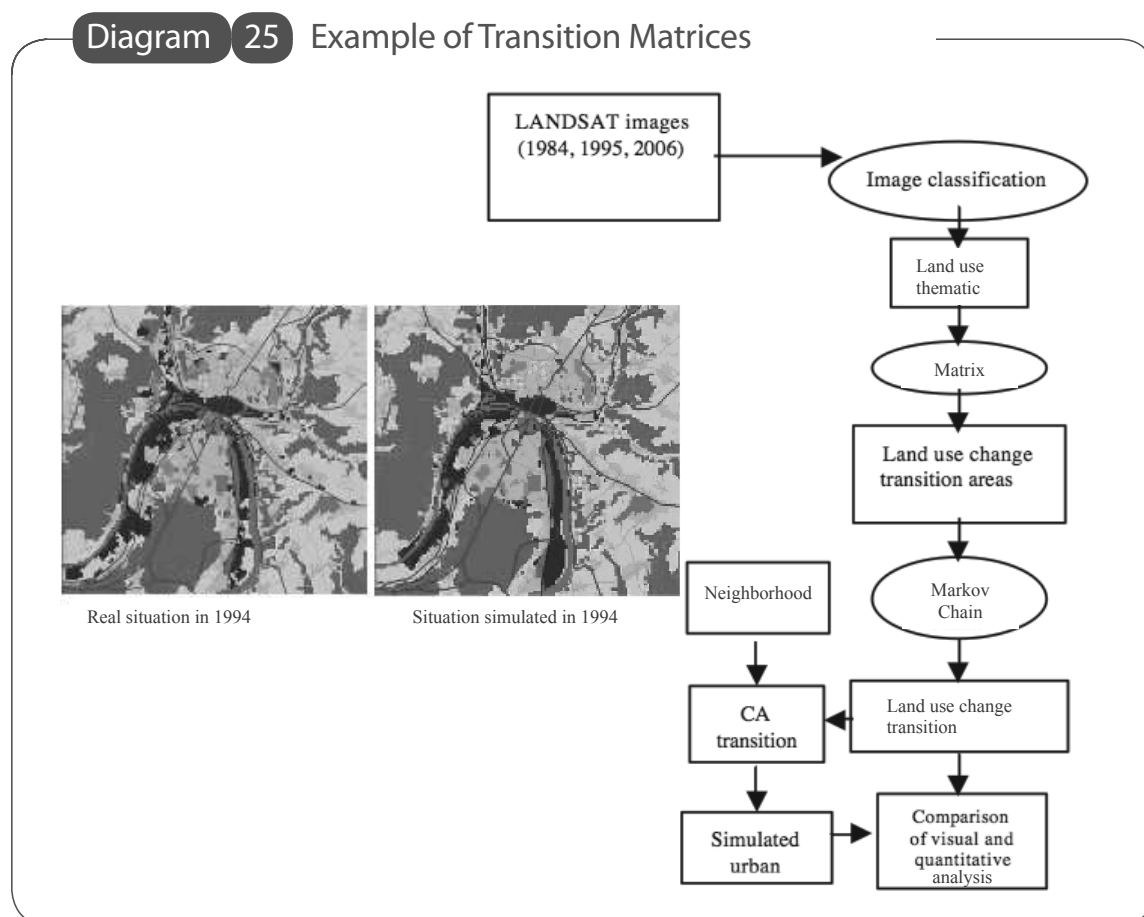 Diagram 25 Example of Transition Matrices
LANDSAT images
(1984, 1995, 2006)
Image classification
Land use
thematic
Matrix
Land use change
transition areas
Real situation in 1994
Situation simulated in 1994
Neighborhood
Markov
Chain
CA
transition
Land use change
transition
Simulated
urban
Comparison
of visual and
quantitative
analysis